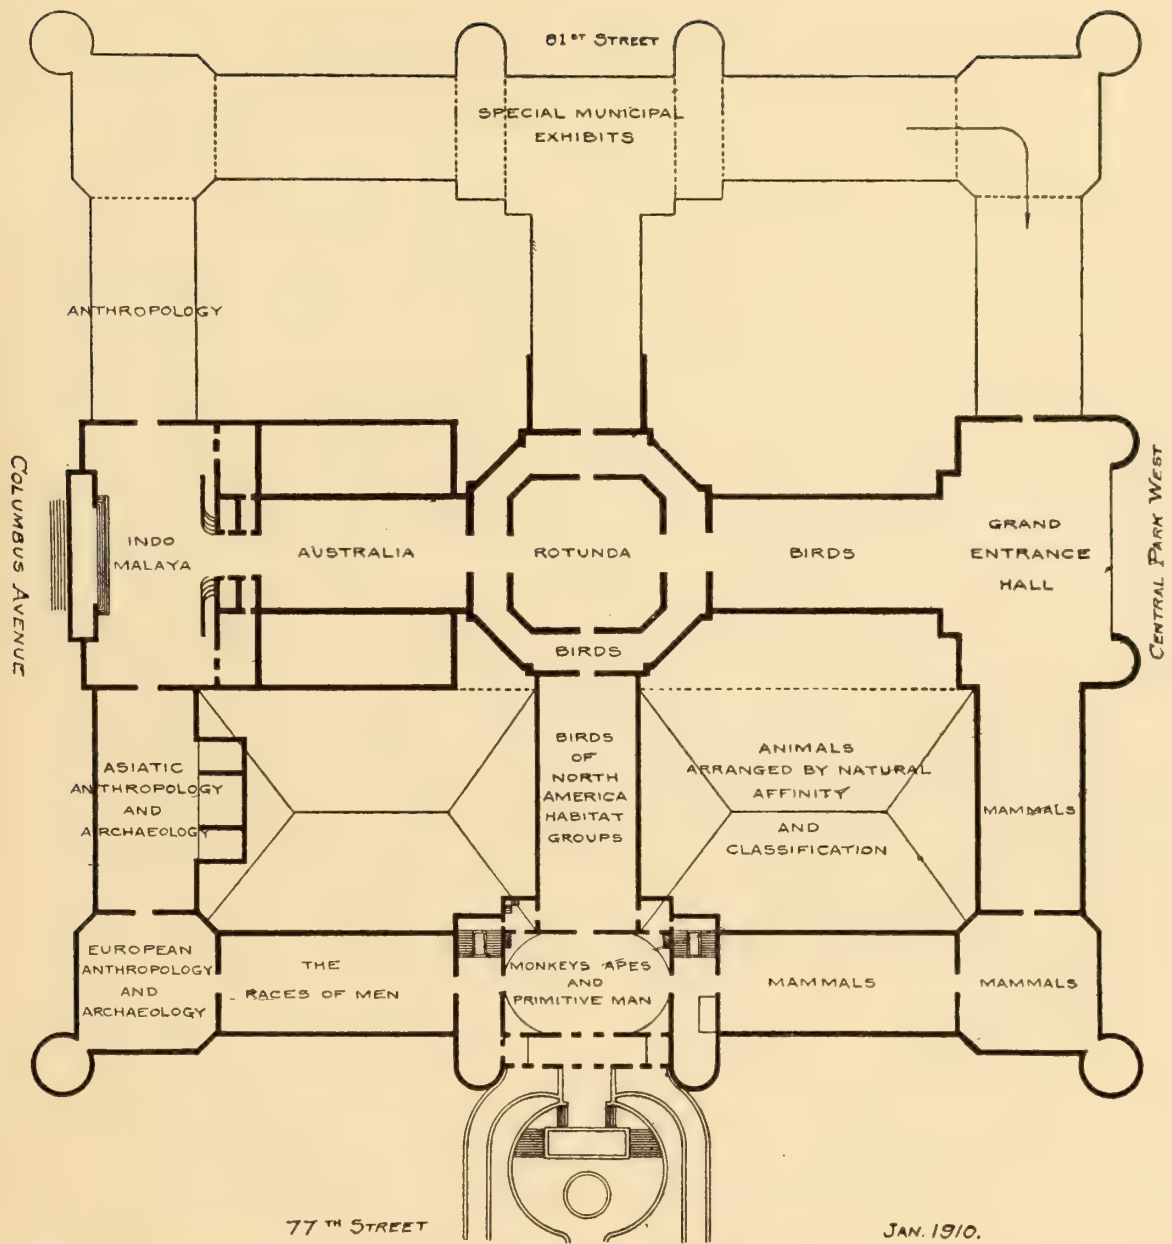 81ST STREET
SPECIAL MUNICIPAL
EXHIBITS
ANTHROPOLOGY
COLUMBUS AVENUE
INDO
MALAYA
AUSTRALIA
ROTUNDA
BIRDS
GRAND
ENTRANCE
HALL
CENTRAL PARK WEST
BIRDS
ASIATIC
ANTHROPOLOGY
AND
ARCHAEOLOGY
BIRDS
OF
NORTH
AMERICA
HABITAT
GROUPS
ANIMALS
ARRANGED BY NATURAL
AFFINITY
AND
CLASSIFICATION
MAMMALS
EUROPEAN
ANTHROPOLOGY
AND
ARCHAEOLOGY
THE
RACES OF MEN
MONKEYS APES
AND
PRIMITIVE MAN
MAMMALS
MAMMALS
77TH STREET
JAN. 1910.